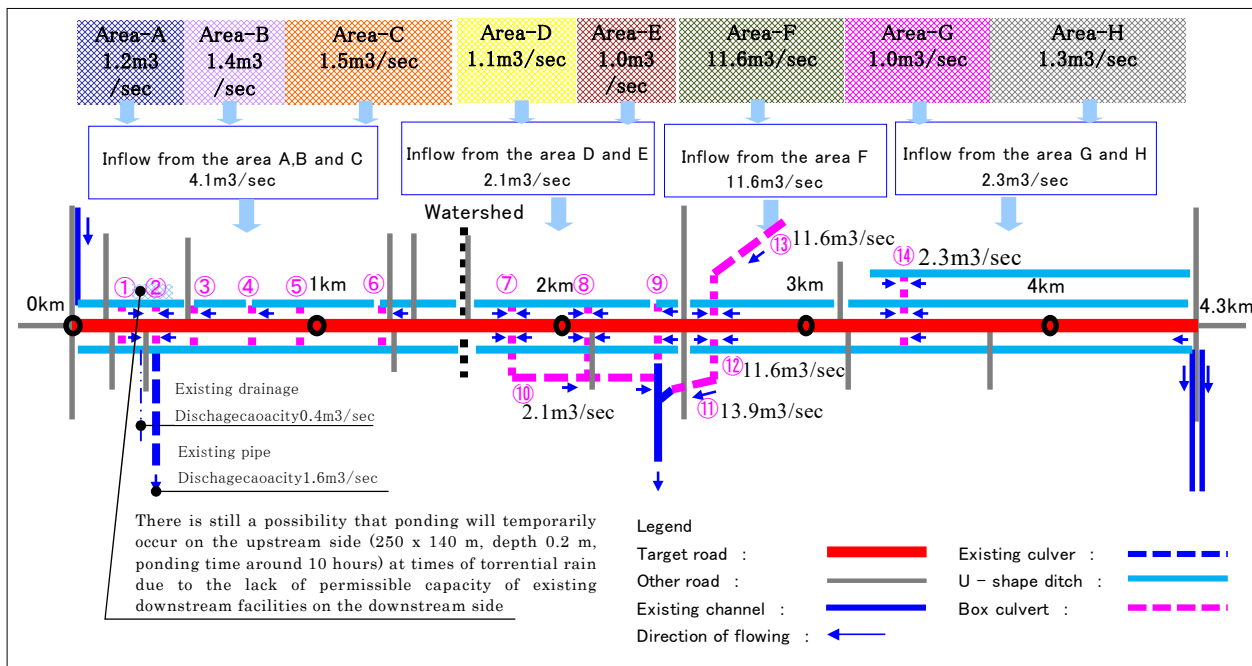 Area-A
1.2m3
/sec
Area-B
1.4m3
/sec
Area-C
1.5m3/sec
Area-D
1.1m3/sec
Area-E
1.0m3
/sec
Area-F
11.6m3/sec
Area-G
1.0m3/sec
Area-H
1.3m3/sec
Inflow from the area A,B and C
4.1m3/sec
Inflow from the area D and E
2.1m3/sec
Inflow from the area F
11.6m3/sec
Inflow from the area G and H
2.3m3/sec
Watershed
⑬ 11.6m3/sec
⑭ 2.3m3/sec
0km
① ② ③ ④ ⑤ 1km ⑥ ⑦ 2km ⑧ ⑨ 3km 4km
4.3km
⑩
2.1m3/sec
⑫
11.6m3/sec
⑪ 13.9m3/sec
Existing drainage
Dischagecaoacity0.4m3/sec
Existing pipe
Dischagecaoacity1.6m3/sec
There is still a possibility that ponding will temporarily
occur on the upstream side (250 x 140 m, depth 0.2 m,
ponding time around 10 hours) at times of torrential rain
due to the lack of permissible capacity of existing
downstream facilities on the downstream side
Legend
Target road :
Other road :
Existing channel :
Direction of flowing :
Existing culver :
U－shape ditch :
Box culvert :